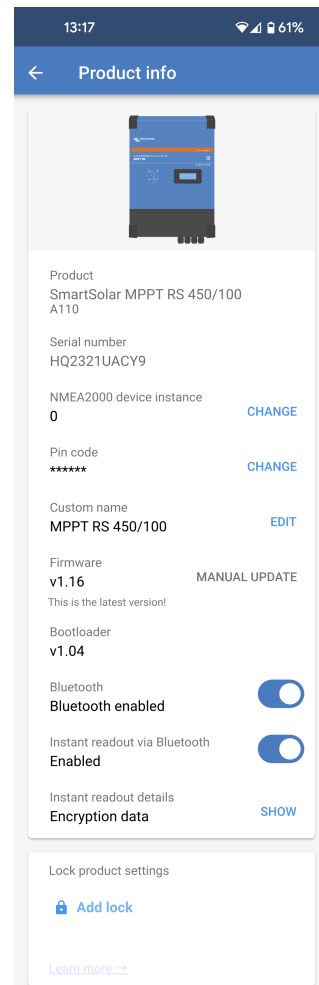 13:17
61%
Product info
Product
SmartSolar MPPT RS 450/100
A110
Serial number
HQ2321UACY9
NMEA2000 device instance
0
CHANGE
Pin code
******
CHANGE
Custom name
MPPT RS 450/100
EDIT
Firmware
v1.16
MANUAL UPDATE
This is the latest version!
Bootloader
v1.04
Bluetooth
Bluetooth enabled
Instant readout via Bluetooth
Enabled
Instant readout details
Encryption data
SHOW
Lock product settings
Add lock
Learn more →